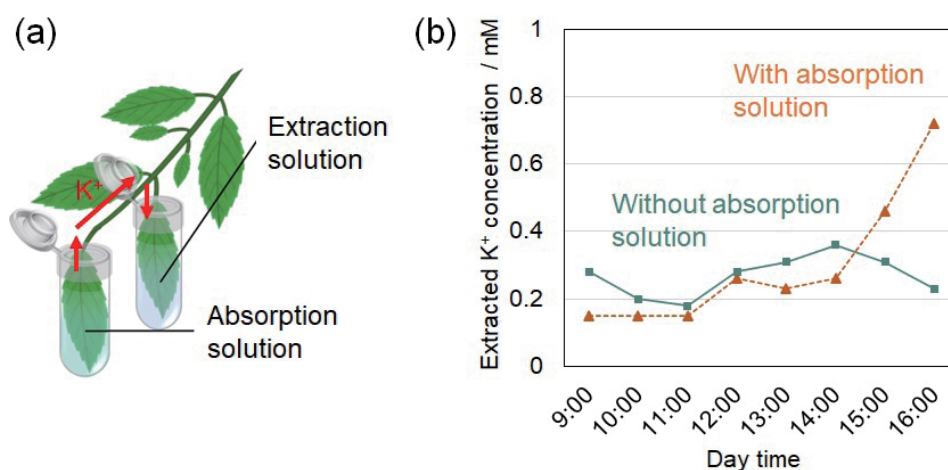 (a)
Extraction
solution
K+
Absorption
solution
(b)
Extracted K+ concentration / mM
1
0.8
0.6
0.4
0.2
0
With absorption
solution
Without absorption
solution
9:00
10:00
11:00
12:00
13:00
14:00
15:00
16:00
Day time